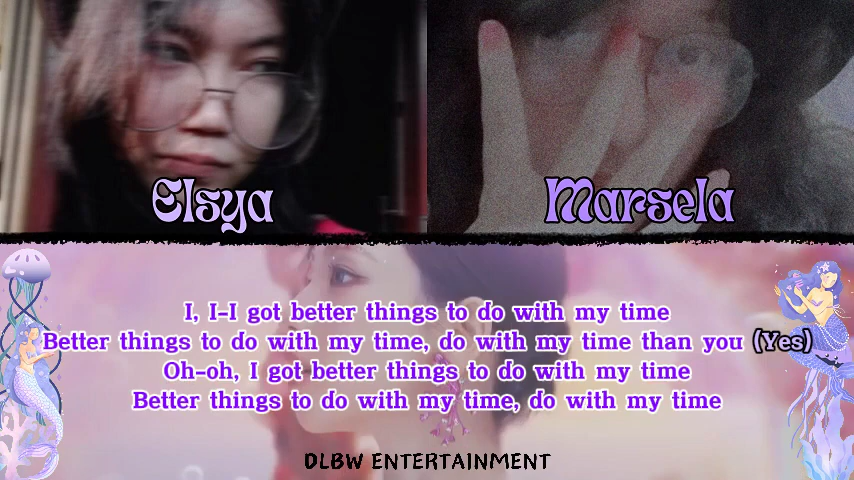 Elsya
Marsela
I, I-I got better things to do with my time
Better things to do with my time, do with my time than you (Yes)
Oh-oh, I got better things to do with my time
Better things to do with my time, do with my time
DLBW ENTERTAINMENT